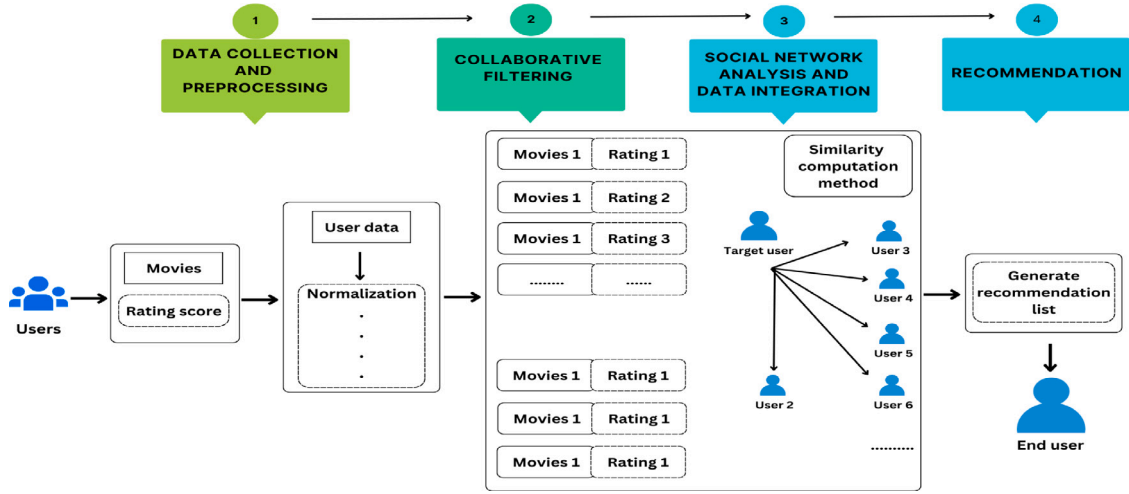 1
2
3
4
DATA COLLECTION
AND
PREPROCESSING
COLLABORATIVE
FILTERING
SOCIAL NETWORK
ANALYSIS AND
DATA INTEGRATION
RECOMMENDATION
Users
Movies
Rating score
User data
Normalization
.
.
.
.
Movies 1 Rating 1
Movies 1 Rating 2
Movies 1 Rating 3
........ ......
Movies 1 Rating 1
Movies 1 Rating 1
Movies 1 Rating 1
Similarity
computation
method
Target user
User 3
User 4
User 5
User 2
User 6
..........
Generate
recommendation
list
End user